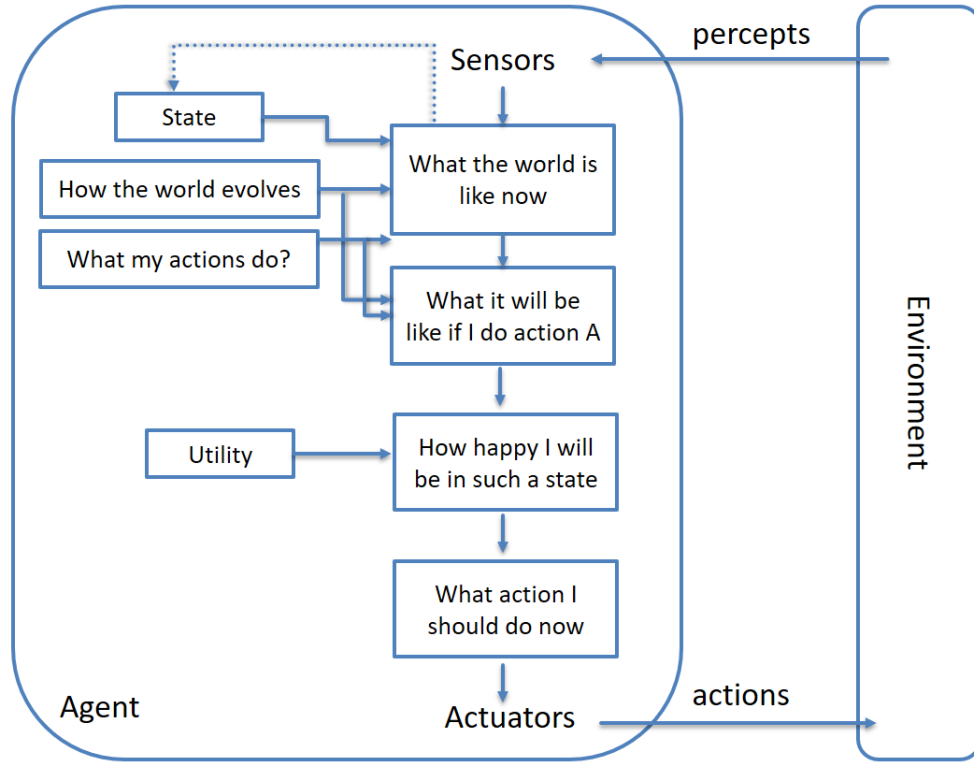 percepts
Sensors
State
What the world is
like now
How the world evolves
What my actions do?
What it will be
like if I do action A
Environment
Utility
How happy I will
be in such a state
What action I
should do now
Agent
Actuators
actions